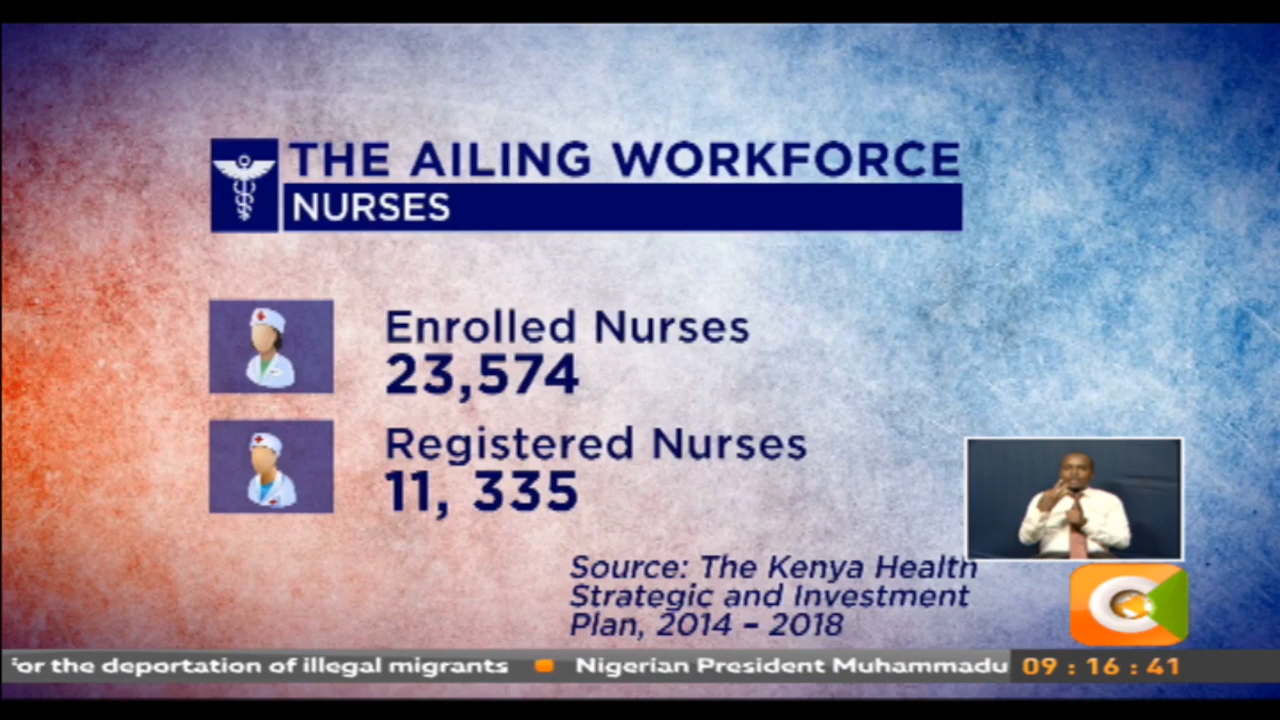 THE AILING WORKFORCE
NURSES
Enrolled Nurses
23,574
Registered Nurses
11, 335
Source: The Kenya Health
Strategic and Investment
Plan, 2014 – 2018
for the deportation of illegal migrants Nigerian President Muhammadu 09 : 16 : 41